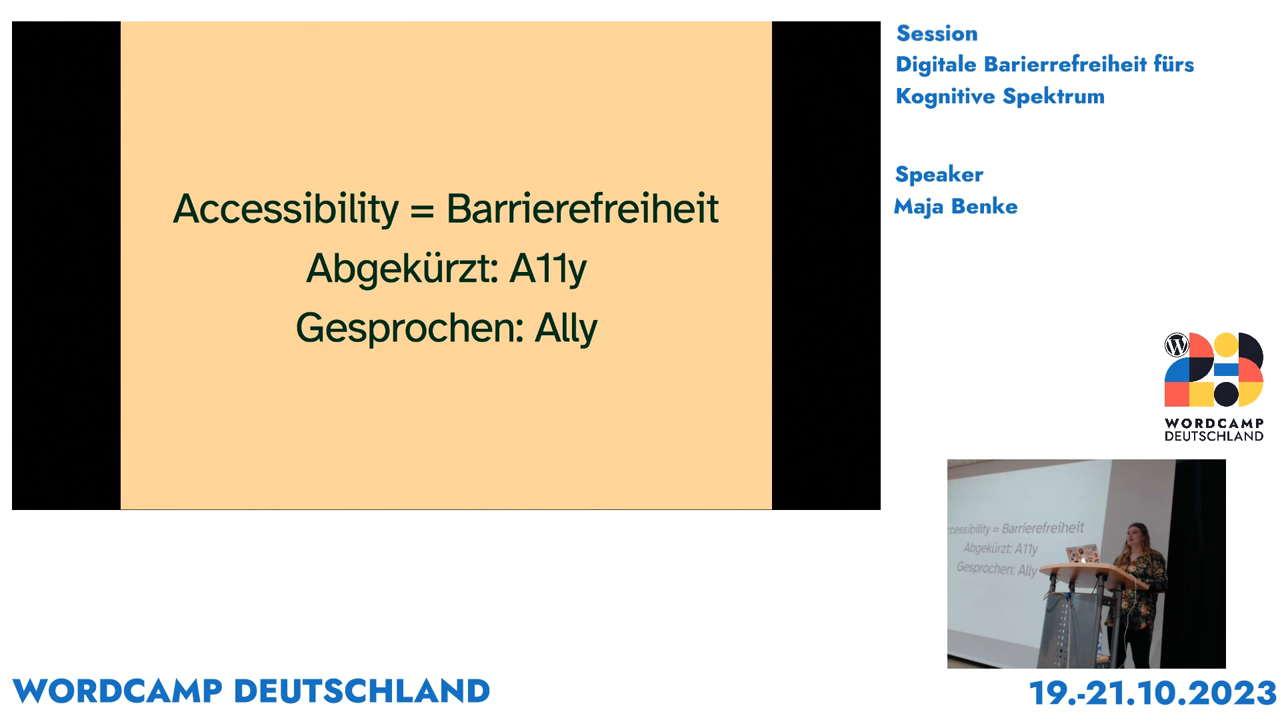 Accessibility = Barrierefreiheit
Abgekürzt: A11y
Gesprochen: Ally
Session
Digitale Barierrefreiheit fürs
Kognitive Spektrum
Speaker
Maja Benke
WORDCAMP
DEUTSCHLAND
ccessibility = Barrierefreiheit
Abgekürzt: A11y
Gesprochen: Ally
WORDCAMP DEUTSCHLAND
19.-21.10.2023